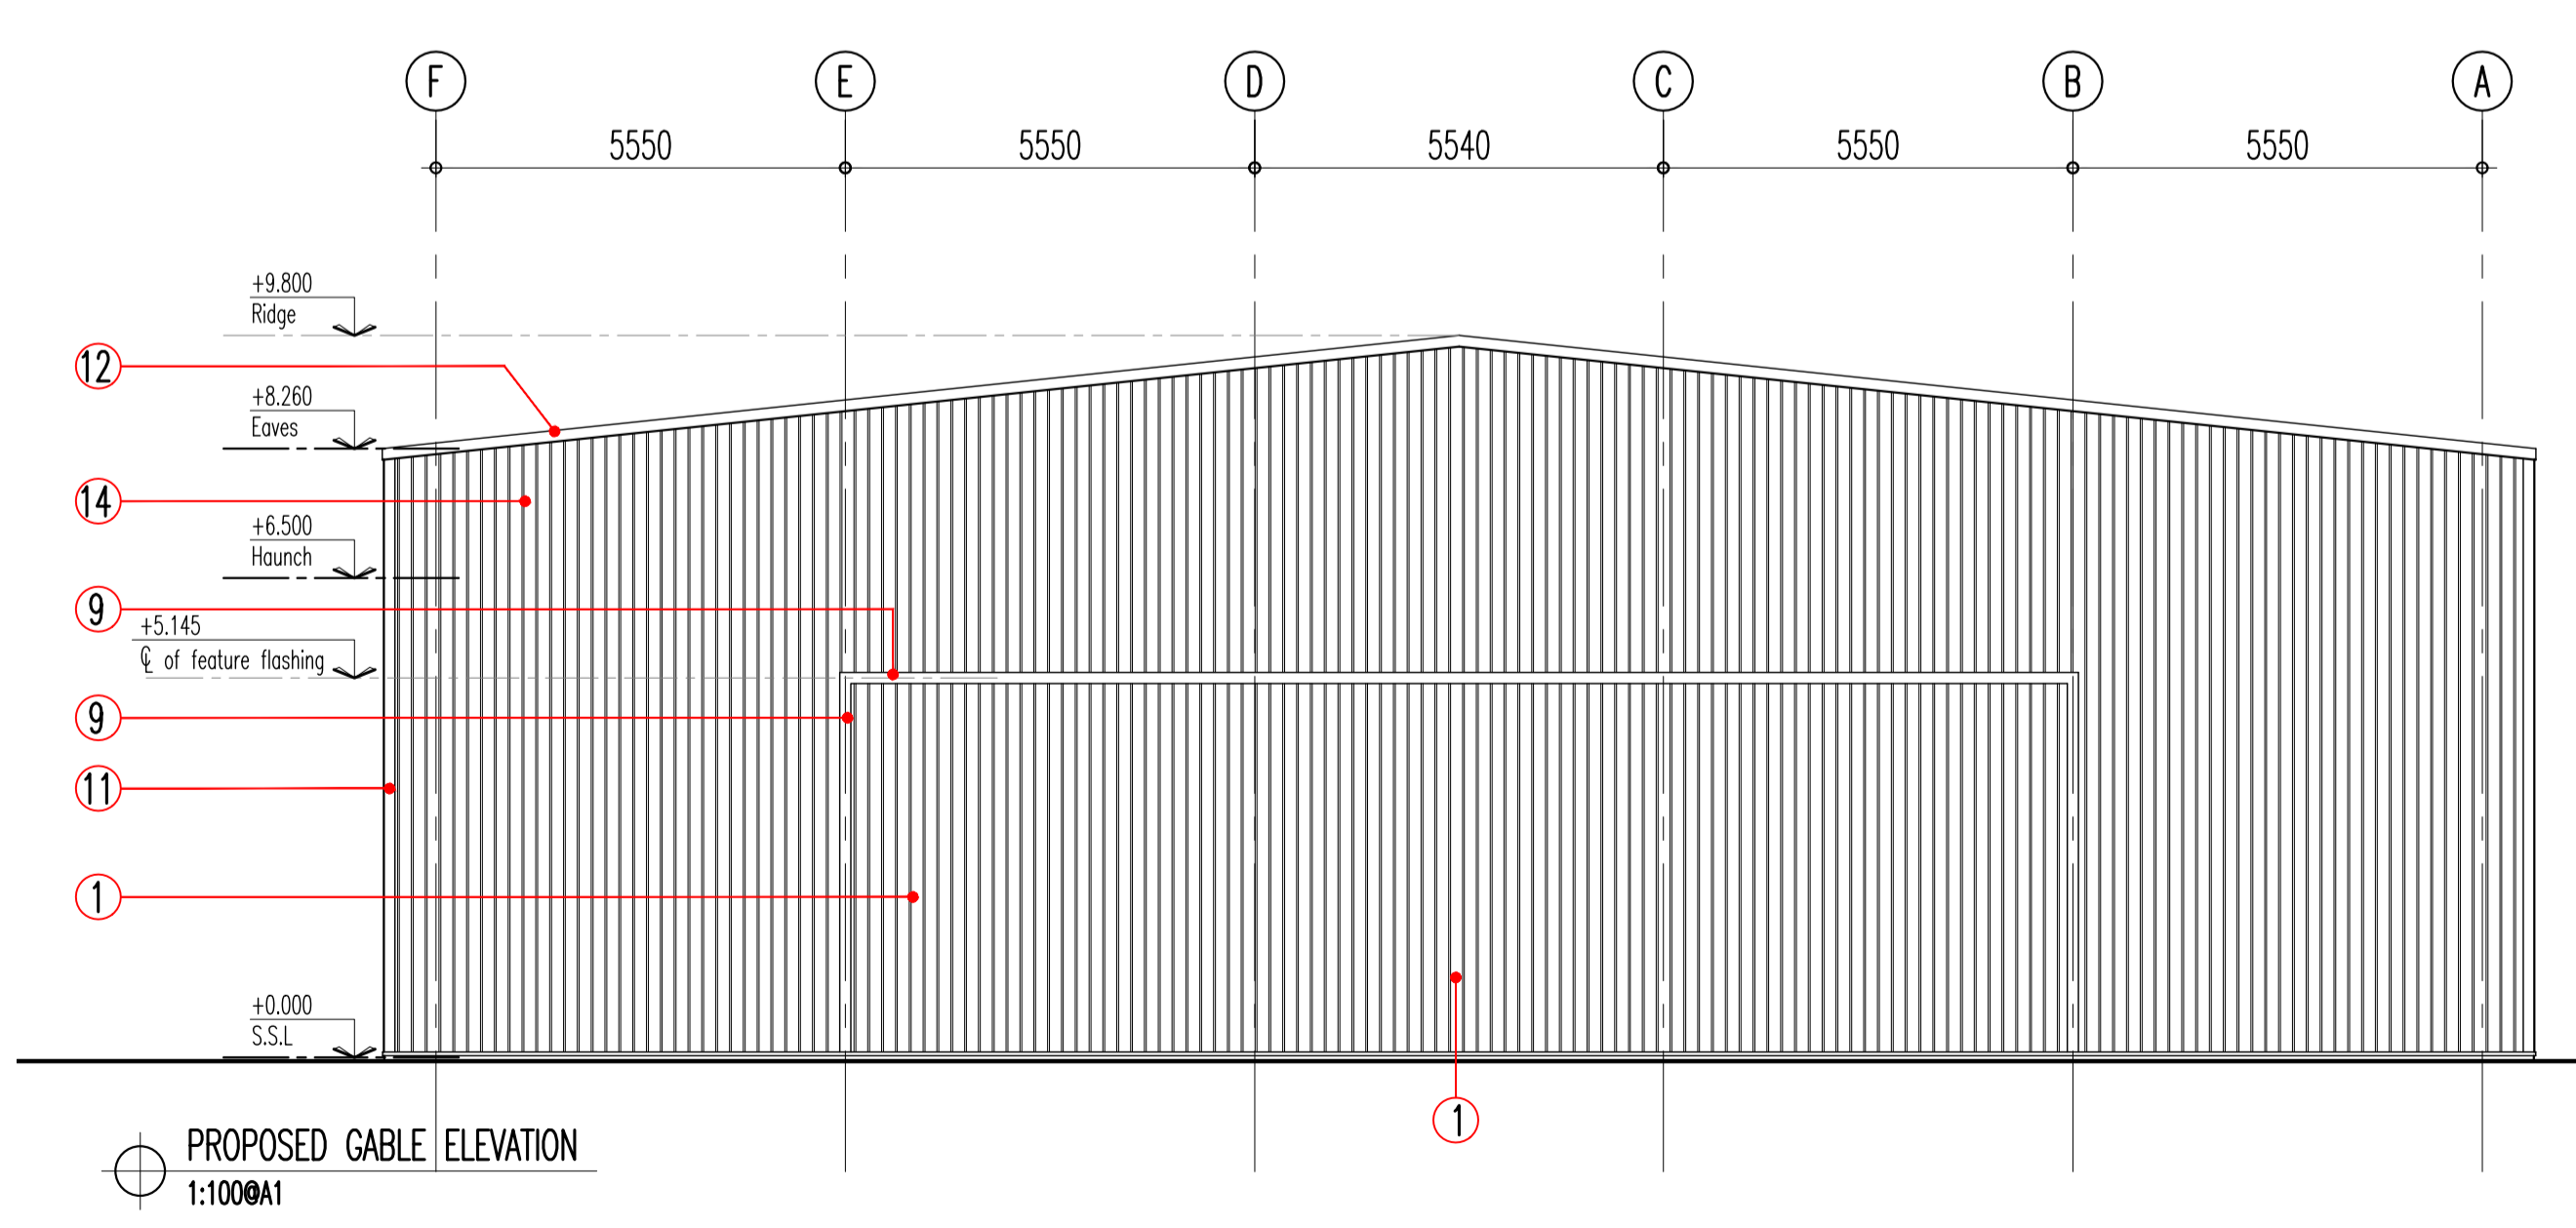 F E D C B A
5550 5550 5540 5550 5550
+9.800
Ridge
12
+8.260
Eaves
14
+6.500
Haunch
9
+5.145
℄ of feature flashing
9
11
1
+0.000
S.S.L
1
PROPOSED GABLE ELEVATION
1:100@A1